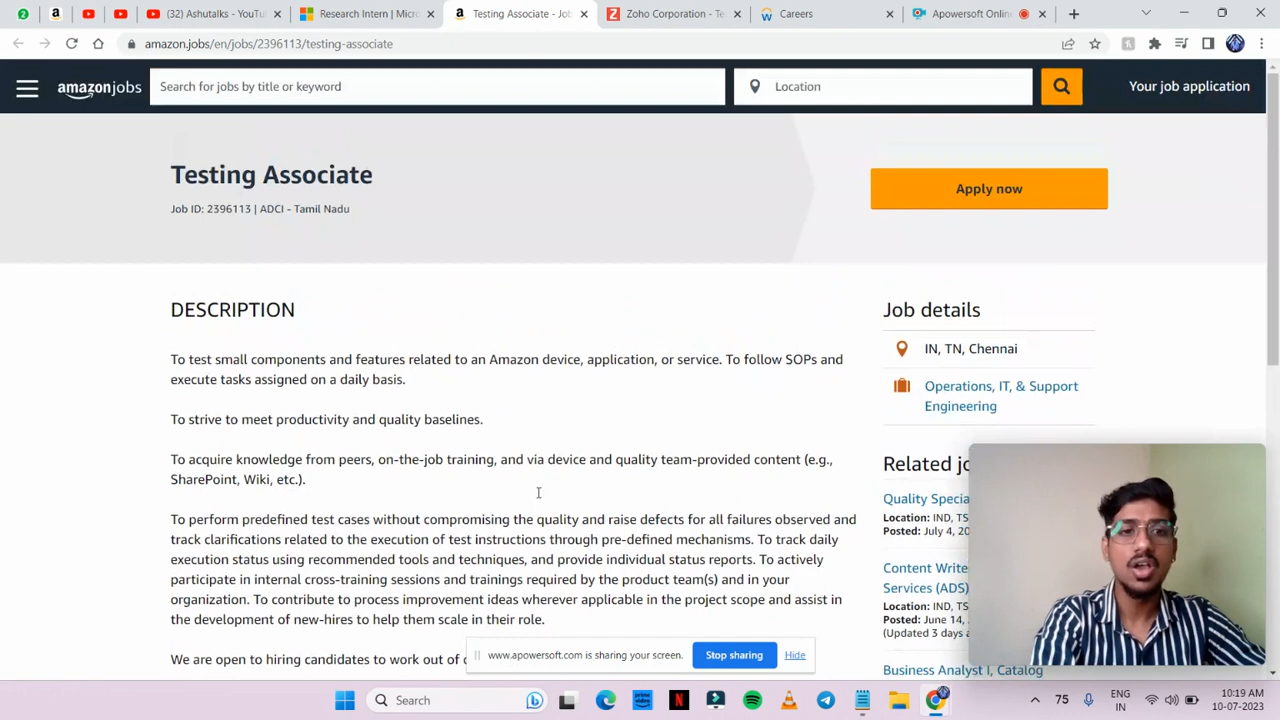 2
(32) Ashutalks - YouTu
Research Intern | Micro
Testing Associate - Job
Zoho Corporation - Te
Careers
Apowersoft Online
amazon.jobs/en/jobs/2396113/testing-associate
amazonjobs
Search for jobs by title or keyword
Location
Your job application
Testing Associate
Job ID: 2396113 | ADCI - Tamil Nadu
Apply now
DESCRIPTION
To test small components and features related to an Amazon device, application, or service. To follow SOPs and
execute tasks assigned on a daily basis.
To strive to meet productivity and quality baselines.
To acquire knowledge from peers, on-the-job training, and via device and quality team-provided content (e.g.,
SharePoint, Wiki, etc.).
To perform predefined test cases without compromising the quality and raise defects for all failures observed and
track clarifications related to the execution of test instructions through pre-defined mechanisms. To track daily
execution status using recommended tools and techniques, and provide individual status reports. To actively
participate in internal cross-training sessions and trainings required by the product team(s) and in your
organization. To contribute to process improvement ideas wherever applicable in the project scope and assist in
the development of new-hires to help them scale in their role.
We are open to hiring candidates to work out of
Job details
IN, TN, Chennai
Operations, IT, & Support
Engineering
Related jo
Quality Specia
Location: IND, TS
Posted: July 4, 20
Content Write
Services (ADS)
Location: IND, TS
Posted: June 14,
(Updated 3 days a
Business Analyst I, Catalog
www.apowersoft.com is sharing your screen.
Stop sharing
Hide
Search
75
ENG
IN
10:19 AM
10-07-2023